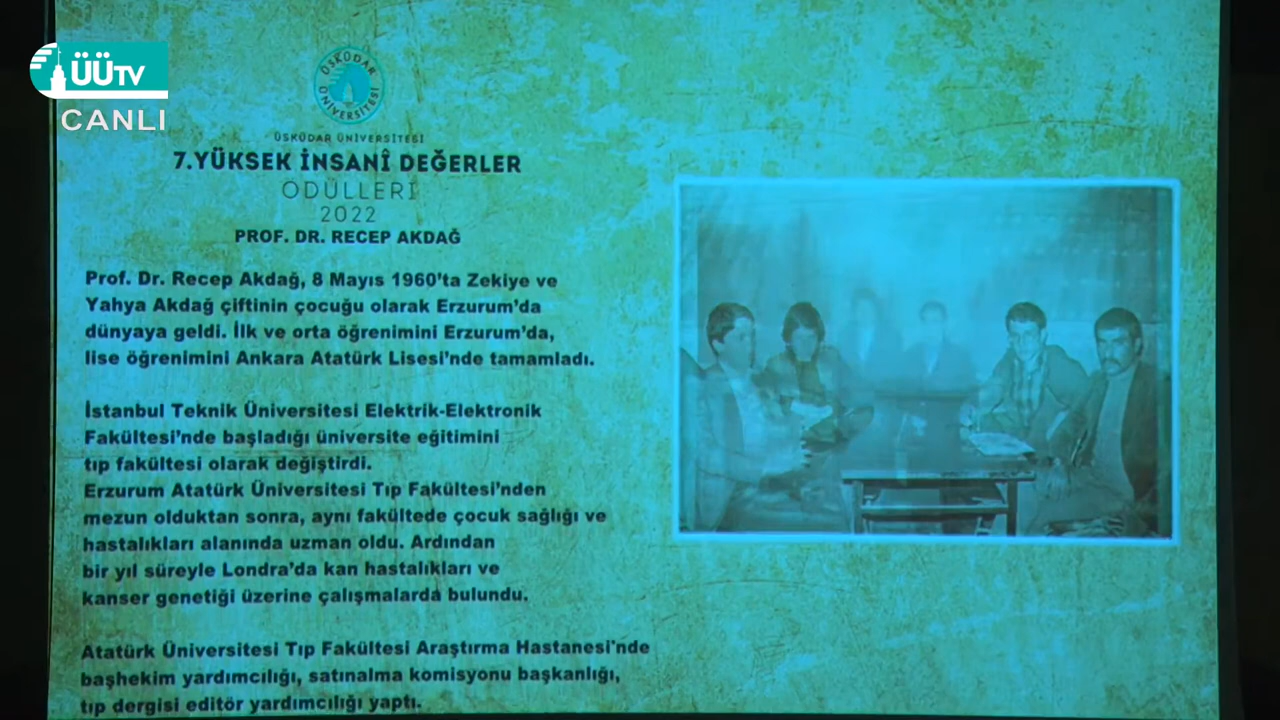 ÜÜTV
CANLI
ÜSKÜDAR ÜNİVERSİTESİ
ÜSKÜDAR ÜNİVERSİTESİ
7.YÜKSEK İNSANÎ DEĞERLER
ÖDÜLLERİ
2022
PROF. DR. RECEP AKDAĞ
Prof. Dr. Recep Akdağ, 8 Mayıs 1960’ta Zekiye ve
Yahya Akdağ çiftinin çocuğu olarak Erzurum’da
dünyaya geldi. İlk ve orta öğrenimini Erzurum’da,
lise öğrenimini Ankara Atatürk Lisesi’nde tamamladı.
İstanbul Teknik Üniversitesi Elektrik-Elektronik
Fakültesi’nde başladığı üniversite eğitimini
tıp fakültesi olarak değiştirdi.
Erzurum Atatürk Üniversitesi Tıp Fakültesi’nden
mezun olduktan sonra, aynı fakültede çocuk sağlığı ve
hastalıkları alanında uzman oldu. Ardından
bir yıl süreyle Londra’da kan hastalıkları ve
kanser genetiği üzerine çalışmalarda bulundu.
Atatürk Üniversitesi Tıp Fakültesi Araştırma Hastanesi'nde
başhekim yardımcılığı, satınalma komisyonu başkanlığı,
tıp dergisi editör yardımcılığı yaptı.